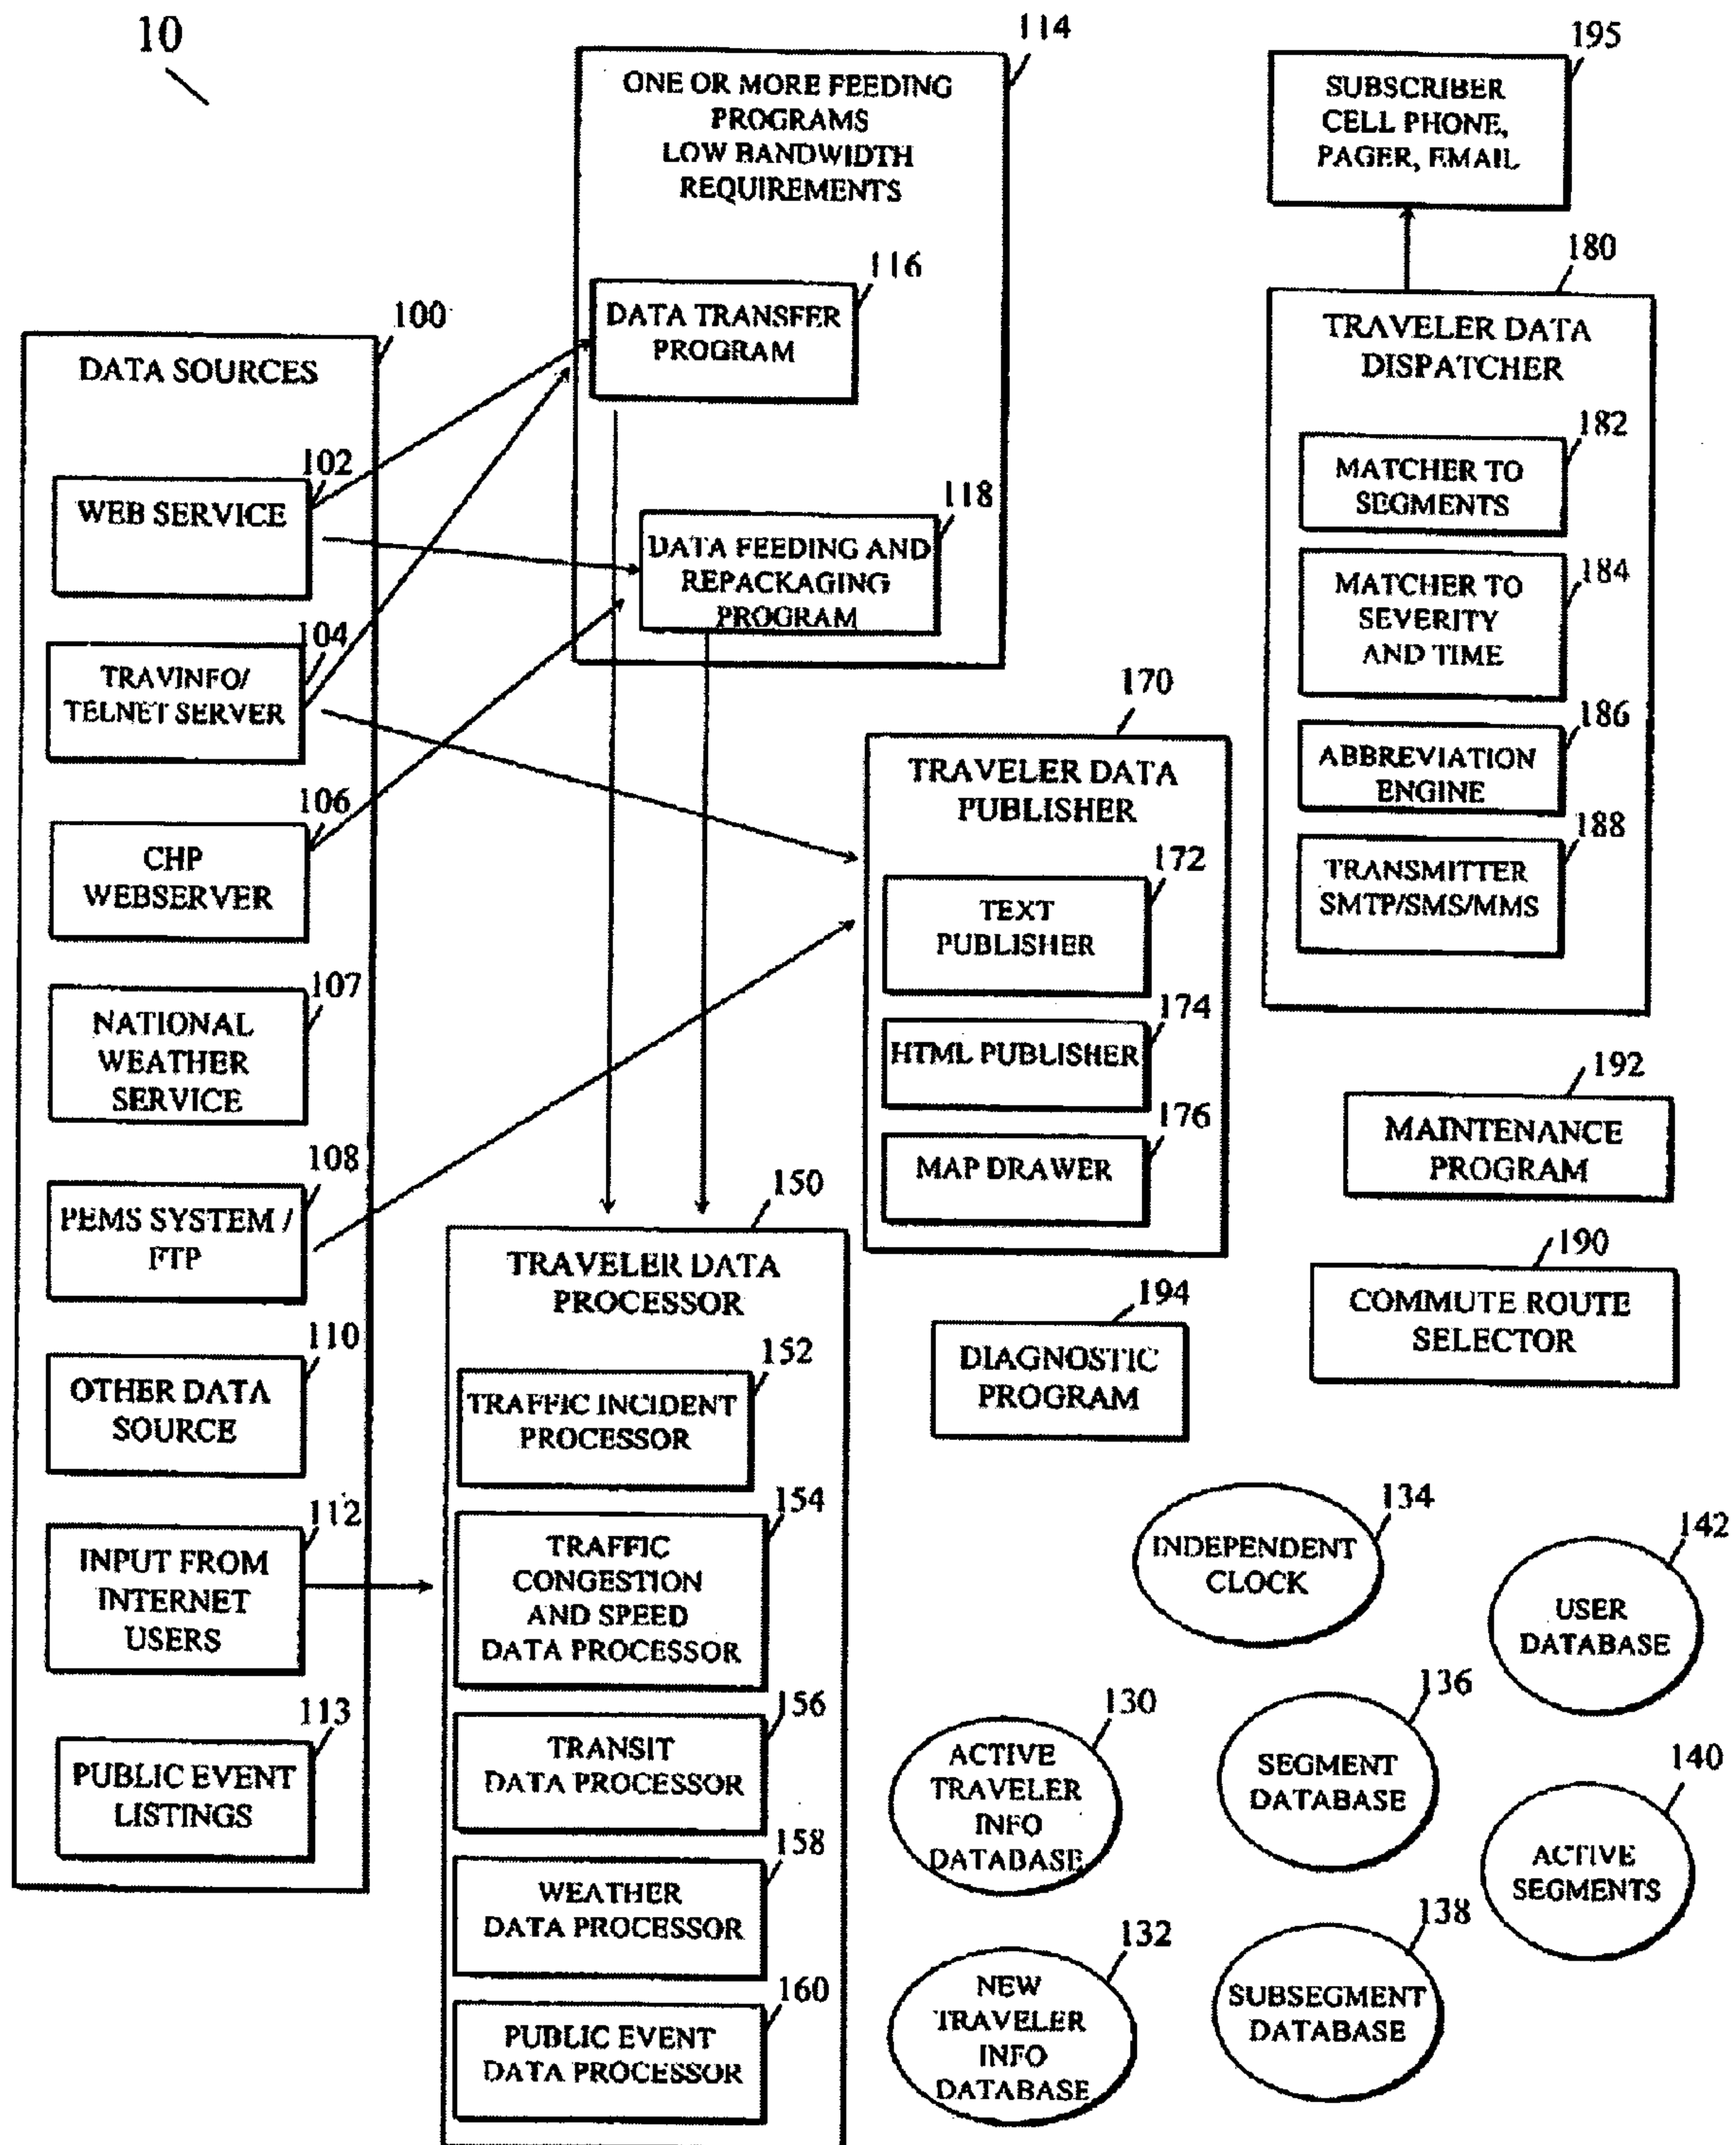 10
114
ONE OR MORE FEEDING
PROGRAMS
LOW BANDWIDTH
REQUIREMENTS
116
DATA TRANSFER
PROGRAM
118
DATA FEEDING AND
REPACKAGING
PROGRAM
195
SUBSCRIBER
CELL PHONE,
PAGER, EMAIL
180
TRAVELER DATA
DISPATCHER
182
MATCHER TO
SEGMENTS
184
MATCHER TO
SEVERITY
AND TIME
186
ABBREVIATION
ENGINE
188
TRANSMITTER
SMTP/SMS/MMS
100
DATA SOURCES
102
WEB SERVICE
104
TRAVINFO/
TELNET SERVER
106
CHP
WEBSERVER
107
NATIONAL
WEATHER
SERVICE
108
PEMS SYSTEM /
FTP
110
OTHER DATA
SOURCE
112
INPUT FROM
INTERNET
USERS
113
PUBLIC EVENT
LISTINGS
170
TRAVELER DATA
PUBLISHER
172
TEXT
PUBLISHER
174
HTML PUBLISHER
176
MAP DRAWER
192
MAINTENANCE
PROGRAM
190
COMMUTE ROUTE
SELECTOR
194
DIAGNOSTIC
PROGRAM
150
TRAVELER DATA
PROCESSOR
152
TRAFFIC INCIDENT
PROCESSOR
154
TRAFFIC
CONGESTION
AND SPEED
DATA PROCESSOR
156
TRANSIT
DATA PROCESSOR
158
WEATHER
DATA PROCESSOR
160
PUBLIC EVENT
DATA PROCESSOR
134
INDEPENDENT
CLOCK
142
USER
DATABASE
130
ACTIVE
TRAVELER
INFO
DATABASE
136
SEGMENT
DATABASE
140
ACTIVE
SEGMENTS
132
NEW
TRAVELER
INFO
DATABASE
138
SUBSEGMENT
DATABASE